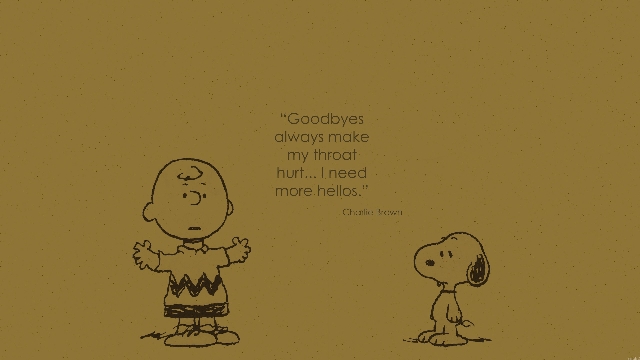 “Goodbyes
always make
my throat
hurt... I need
more hellos.”
Charlie Brown